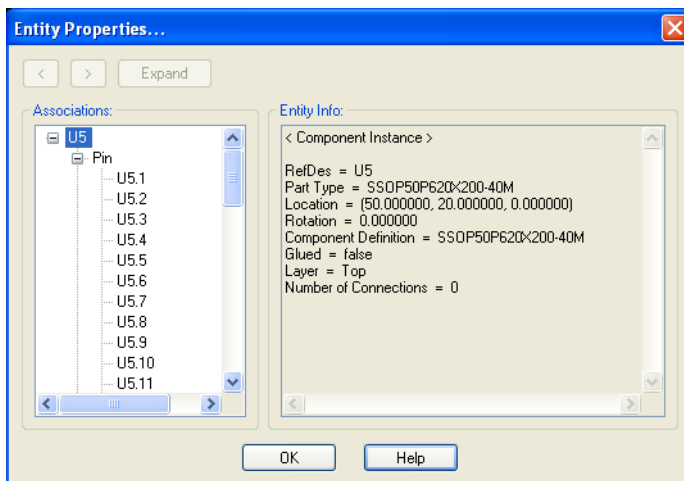 Entity Properties...
< > Expand
Associations:
U5
Pin
U5.1
U5.2
U5.3
U5.4
U5.5
U5.6
U5.7
U5.8
U5.9
U5.10
U5.11
Entity Info:
< Component Instance >
RefDes = U5
Part Type = SSOP50P620X200-40M
Location = (50.000000, 20.000000, 0.000000)
Rotation = 0.000000
Component Definition = SSOP50P620X200-40M
Glued = false
Layer = Top
Number of Connections = 0
OK Help